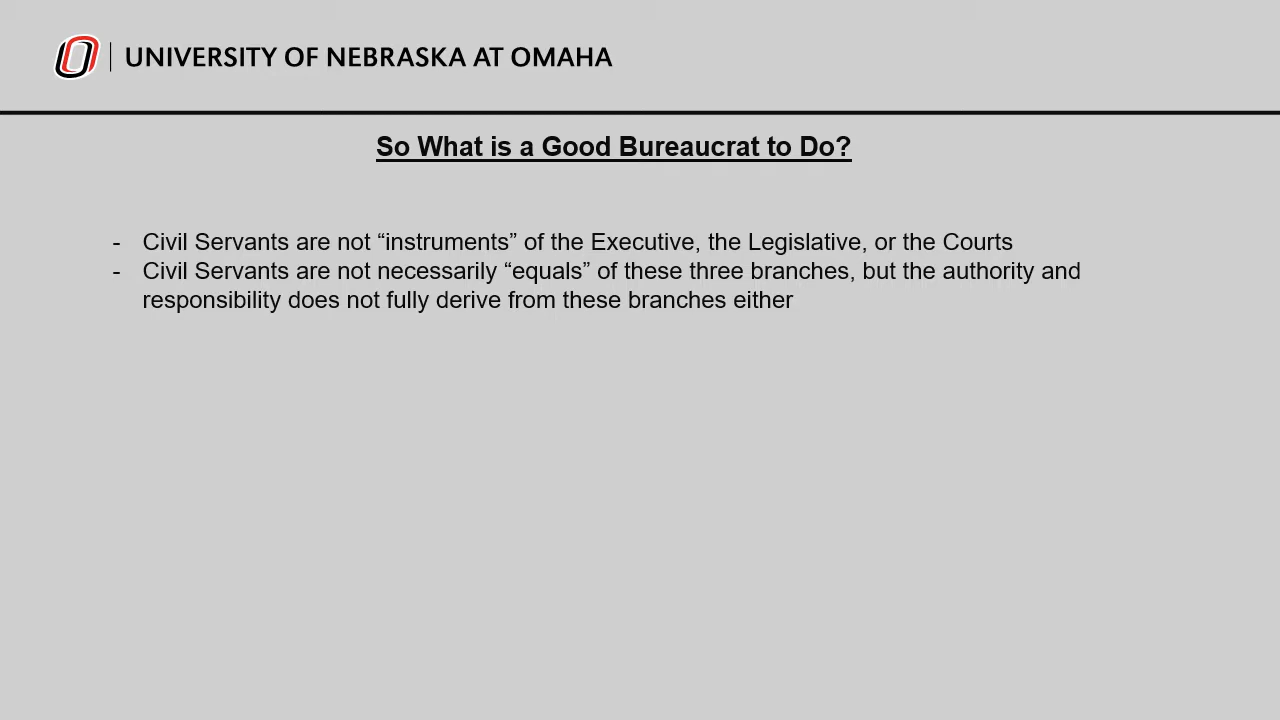 UNIVERSITY OF NEBRASKA AT OMAHA
So What is a Good Bureaucrat to Do?
- Civil Servants are not “instruments” of the Executive, the Legislative, or the Courts
- Civil Servants are not necessarily “equals” of these three branches, but the authority and
responsibility does not fully derive from these branches either